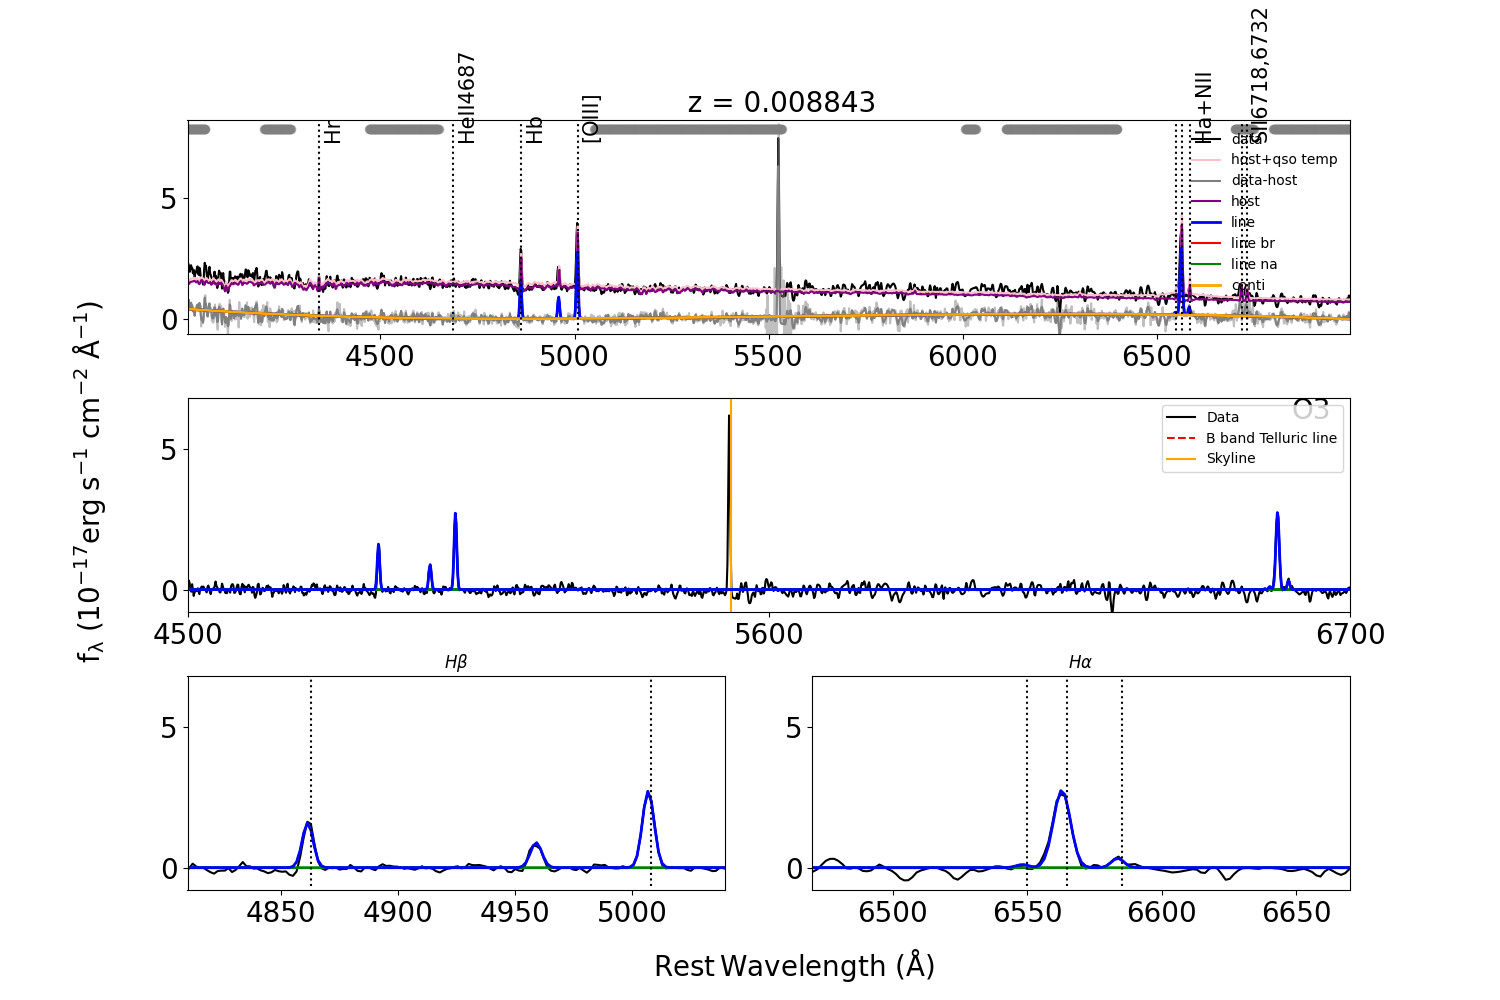 z = 0.008843
Hr
HeII4687
Hb
[OIII]
Ha+NII
SII6718,6732
data
host+qso temp
data-host
host
line
line br
line na
conti
5
0
4500
5000
5500
6000
6500
O3
Data
B band Telluric line
Skyline
5
0
4500
5600
6700
fλ (10⁻¹⁷erg s⁻¹ cm⁻² Å⁻¹)
Hβ
5
0
4850
4900
4950
5000
Hα
5
0
6500
6550
6600
6650
Rest Wavelength (Å)